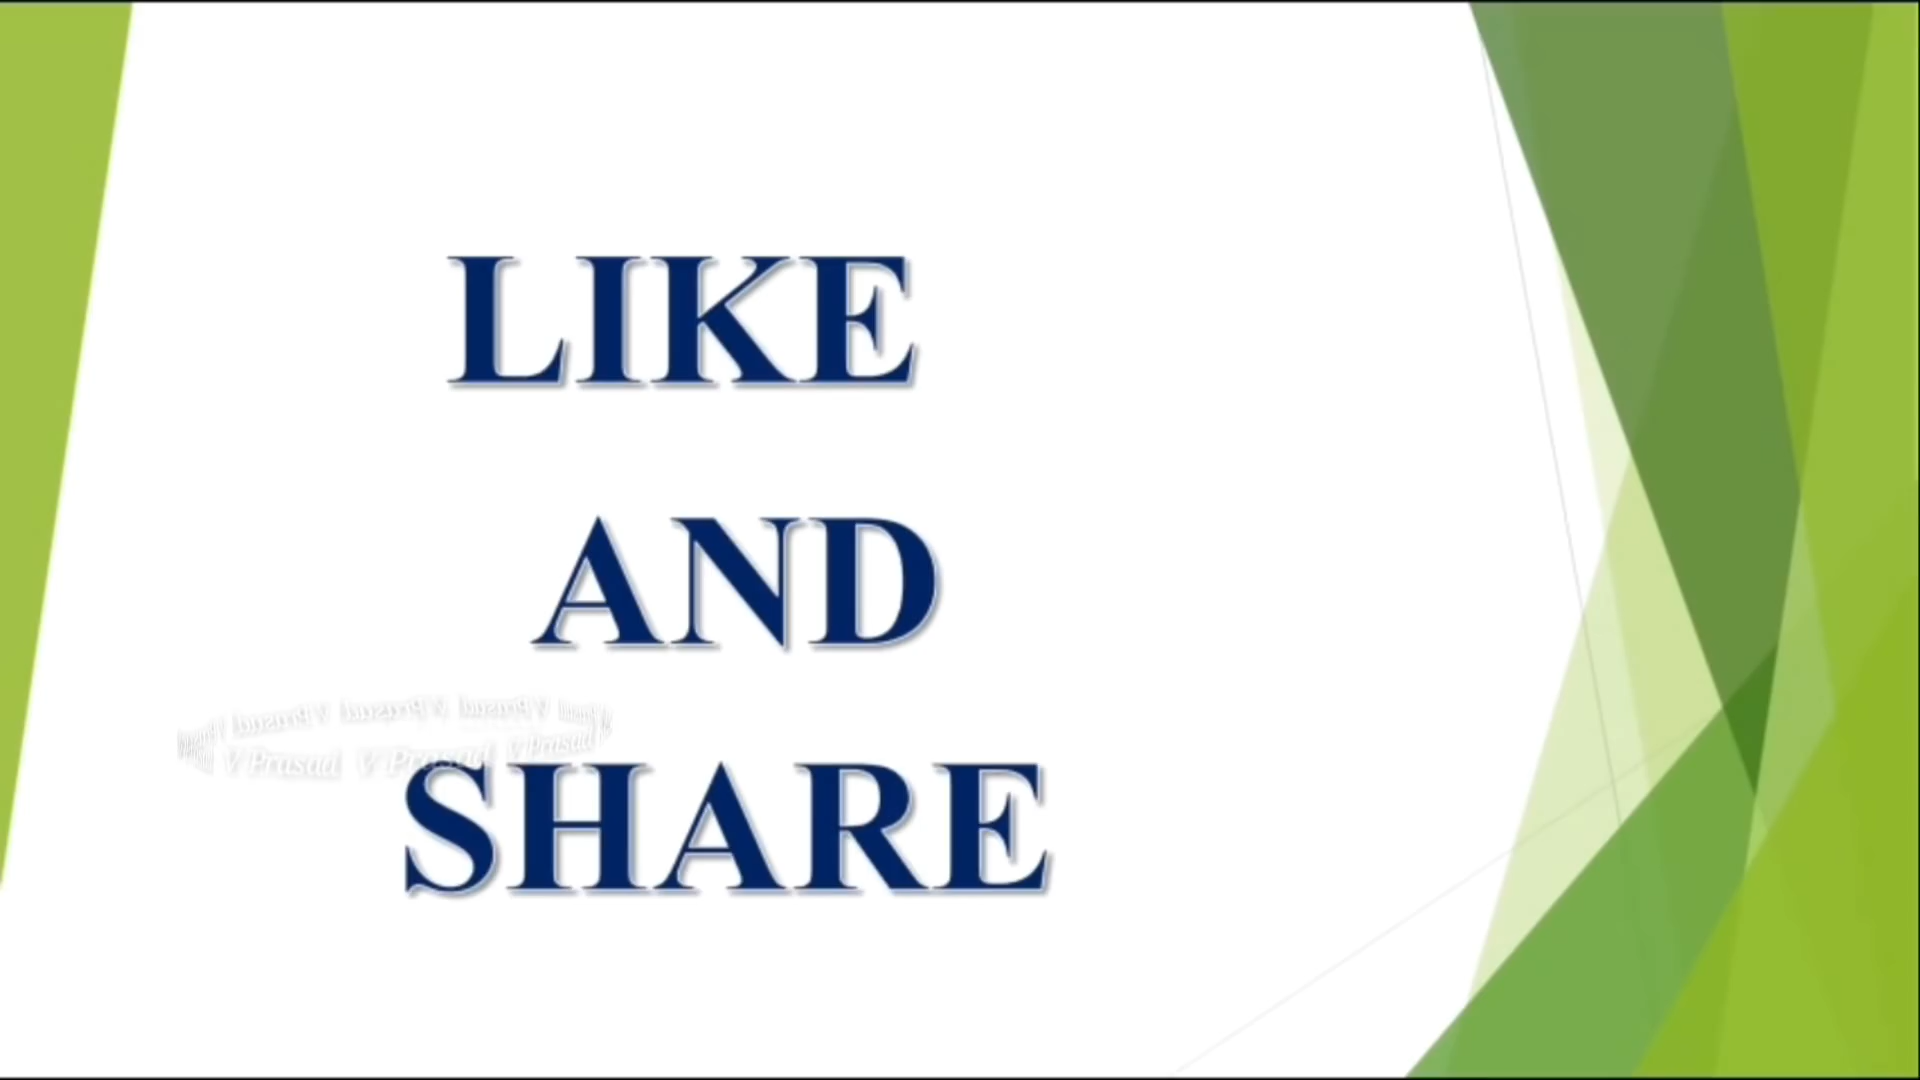 LIKE
AND
V Prasad V Prasad V Prasad
SHARE